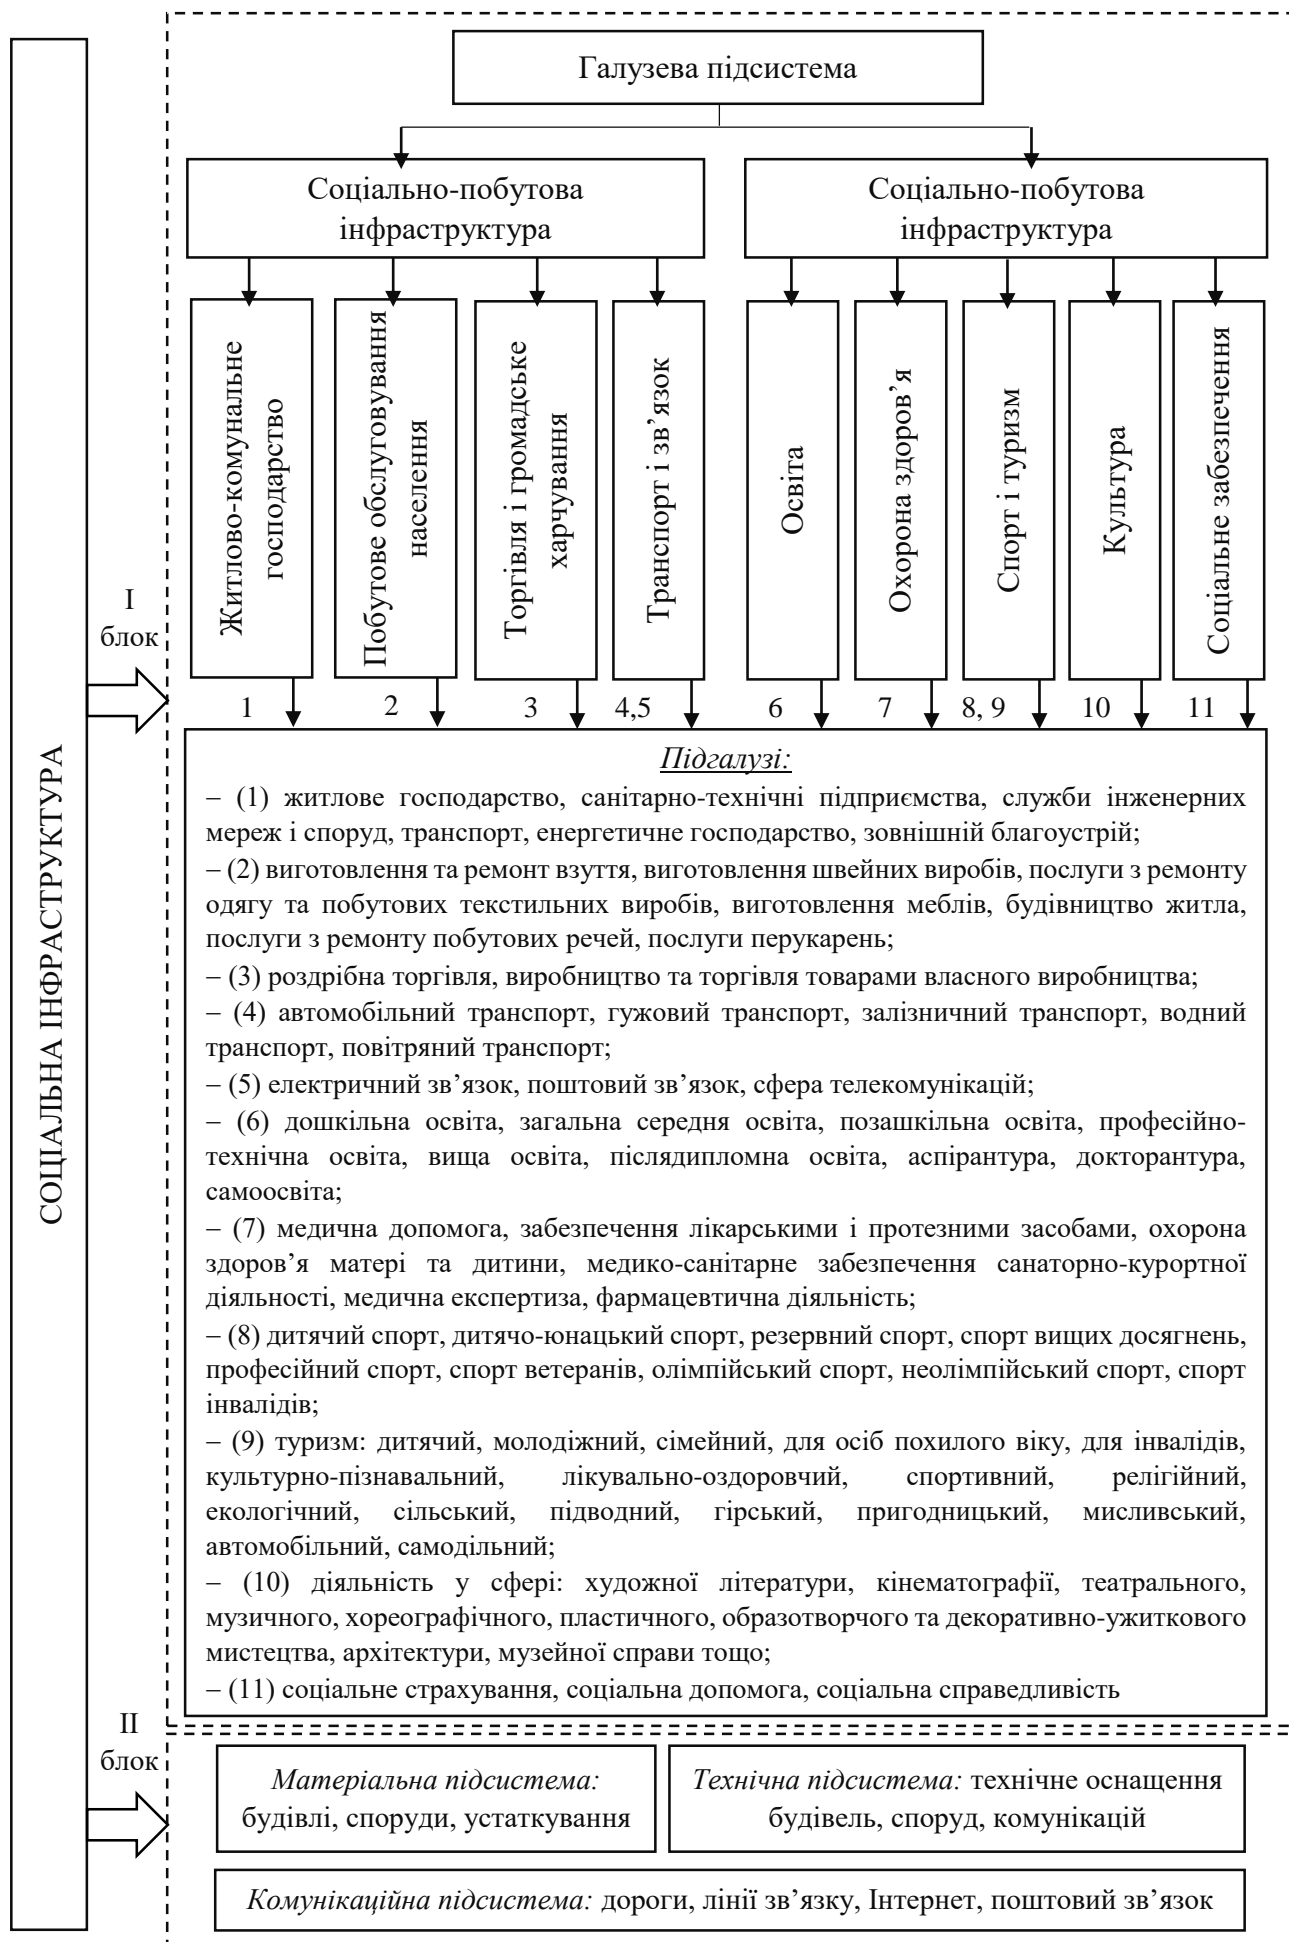 Галузева підсистема
Соціально-побутова
інфраструктура
Соціально-побутова
інфраструктура
Житлово-комунальне
господарство
Побутове обслуговування
населення
Торгівля і громадське
харчування
Транспорт і зв’язок
Освіта
Охорона здоров’я
Спорт і туризм
Культура
Соціальне забезпечення
СОЦІАЛЬНА ІНФРАСТРУКТУРА
I
блок
1
2
3
4,5
6
7
8, 9
10
11
Підгалузі:
– (1) житлове господарство, санітарно-технічні підприємства, служби інженерних
мереж і споруд, транспорт, енергетичне господарство, зовнішній благоустрій;
– (2) виготовлення та ремонт взуття, виготовлення швейних виробів, послуги з ремонту
одягу та побутових текстильних виробів, виготовлення меблів, будівництво житла,
послуги з ремонту побутових речей, послуги перукарень;
– (3) роздрібна торгівля, виробництво та торгівля товарами власного виробництва;
– (4) автомобільний транспорт, гужовий транспорт, залізничний транспорт, водний
транспорт, повітряний транспорт;
– (5) електричний зв’язок, поштовий зв’язок, сфера телекомунікацій;
– (6) дошкільна освіта, загальна середня освіта, позашкільна освіта, професійно-
технічна освіта, вища освіта, післядипломна освіта, аспірантура, докторантура,
самоосвіта;
– (7) медична допомога, забезпечення лікарськими і протезними засобами, охорона
здоров’я матері та дитини, медико-санітарне забезпечення санаторно-курортної
діяльності, медична експертиза, фармацевтична діяльність;
– (8) дитячий спорт, дитячо-юнацький спорт, резервний спорт, спорт вищих досягнень,
професійний спорт, спорт ветеранів, олімпійський спорт, неолімпійський спорт, спорт
інвалідів;
– (9) туризм: дитячий, молодіжний, сімейний, для осіб похилого віку, для інвалідів,
культурно-пізнавальний, лікувально-оздоровчий, спортивний, релігійний,
екологічний, сільський, підводний, гірський, пригодницький, мисливський,
автомобільний, самодільний;
– (10) діяльність у сфері: художної літератури, кінематографії, театрального,
музичного, хореографічного, пластичного, образотворчого та декоративно-ужиткового
мистецтва, архітектури, музейної справи тощо;
– (11) соціальне страхування, соціальна допомога, соціальна справедливість
II
блок
Матеріальна підсистема:
будівлі, споруди, устаткування
Технічна підсистема: технічне оснащення
будівель, споруд, комунікацій
Комунікаційна підсистема: дороги, лінії зв’язку, Інтернет, поштовий зв’язок